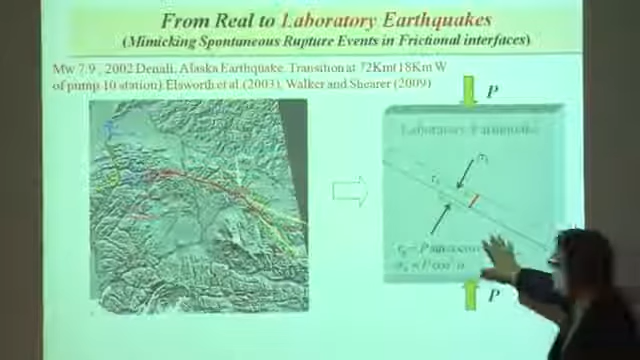 From Real to Laboratory Earthquakes
(Mimicking Spontaneous Rupture Events in Frictional interfaces)
Mw 7.9, 2002 Denali, Alaska Earthquake. Transition at 72Km(18Km W
of pump 10 station) Elsworth et al. (2003), Walker and Shearer (2009)
P
Laboratory Earthquake
P